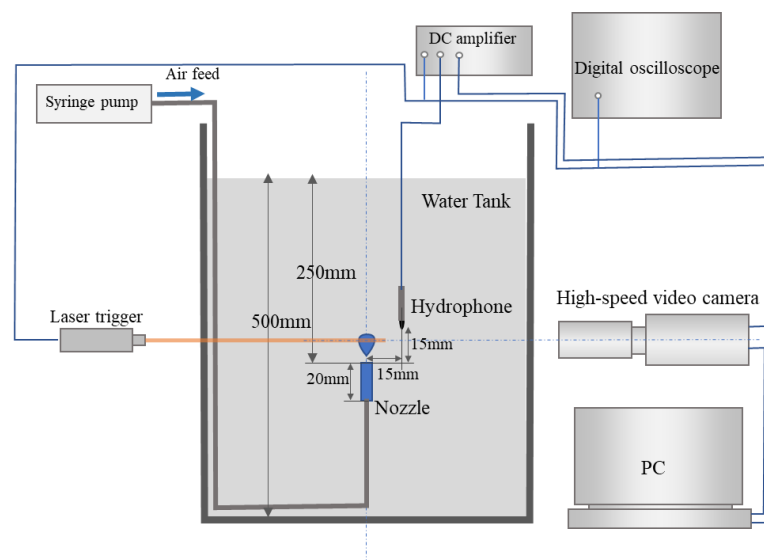 DC amplifier
Digital oscilloscope
Air feed
Syringe pump
Water Tank
250mm
Hydrophone
High-speed video camera
Laser trigger
500mm
15mm
15mm
20mm
Nozzle
PC